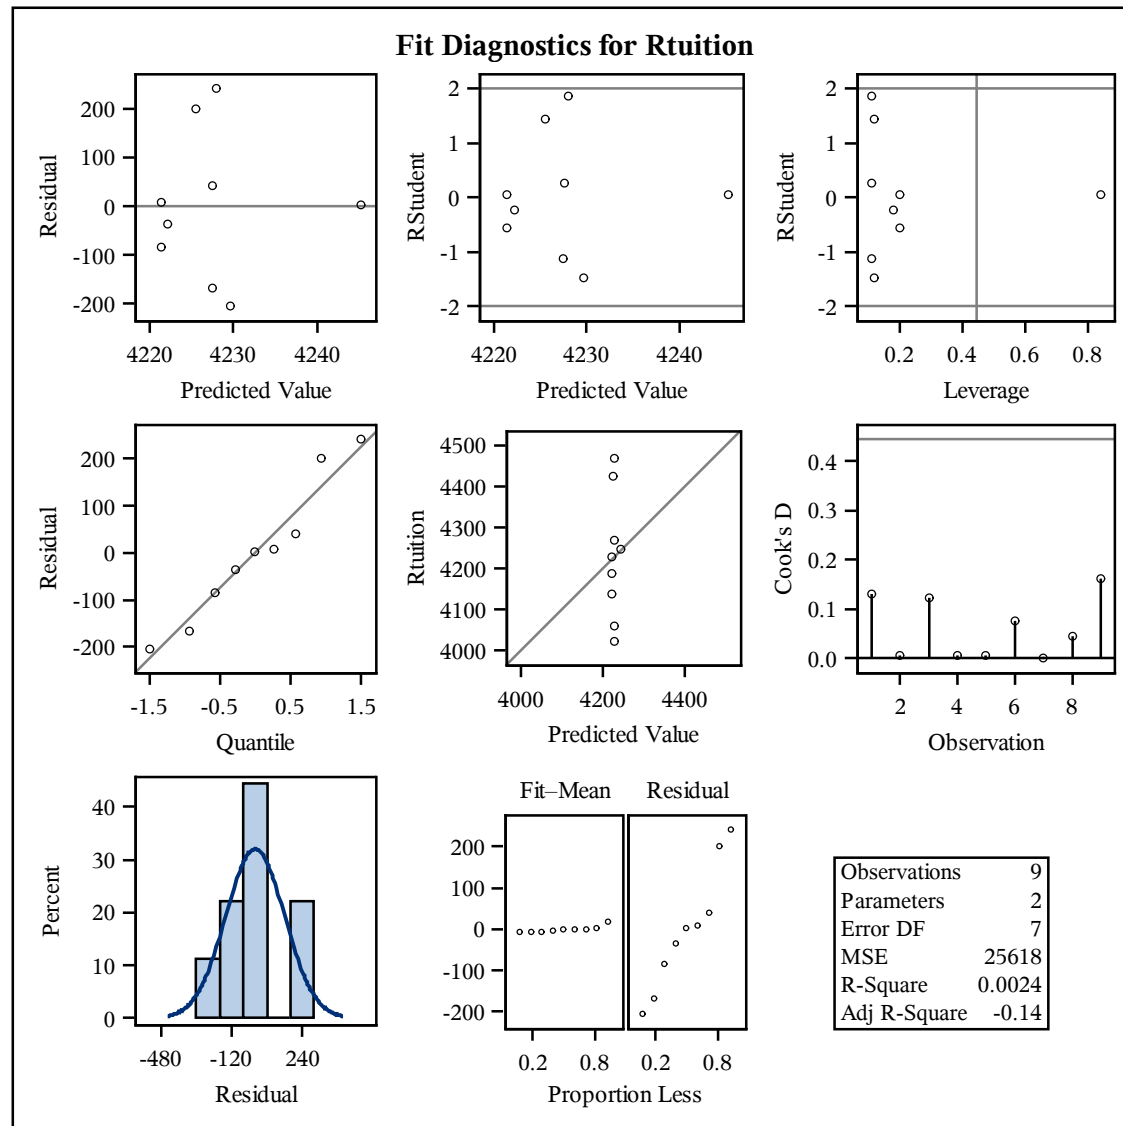 Fit Diagnostics for Rtuition
Residual
200
100
0
-100
-200
4220 4230 4240
Predicted Value
RStudent
2
1
0
-1
-2
4220 4230 4240
Predicted Value
RStudent
2
1
0
-1
-2
0.2 0.4 0.6 0.8
Leverage
Residual
200
100
0
-100
-200
-1.5 -0.5 0.5 1.5
Quantile
Rtuition
4500
4400
4300
4200
4100
4000
4000 4200 4400
Predicted Value
Cook's D
0.4
0.3
0.2
0.1
0.0
2 4 6 8
Observation
Percent
40
30
20
10
0
-480 -120 240
Residual
Fit–Mean Residual
200
100
0
-100
-200
0.2 0.8 0.2 0.8
Proportion Less
Observations 9
Parameters 2
Error DF 7
MSE 25618
R-Square 0.0024
Adj R-Square -0.14